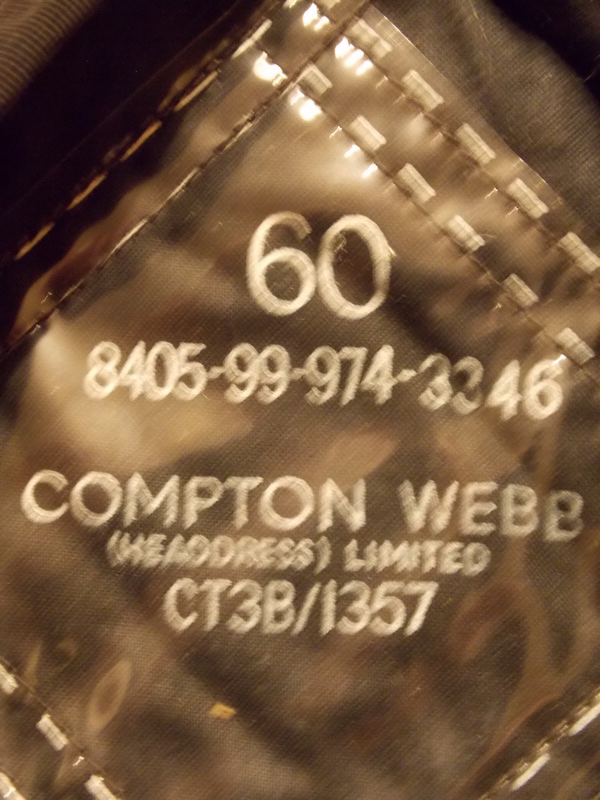 60
8405-99-974-3346
COMPTON WEBB
(HEADDRESS) LIMITED
CT3B/1357